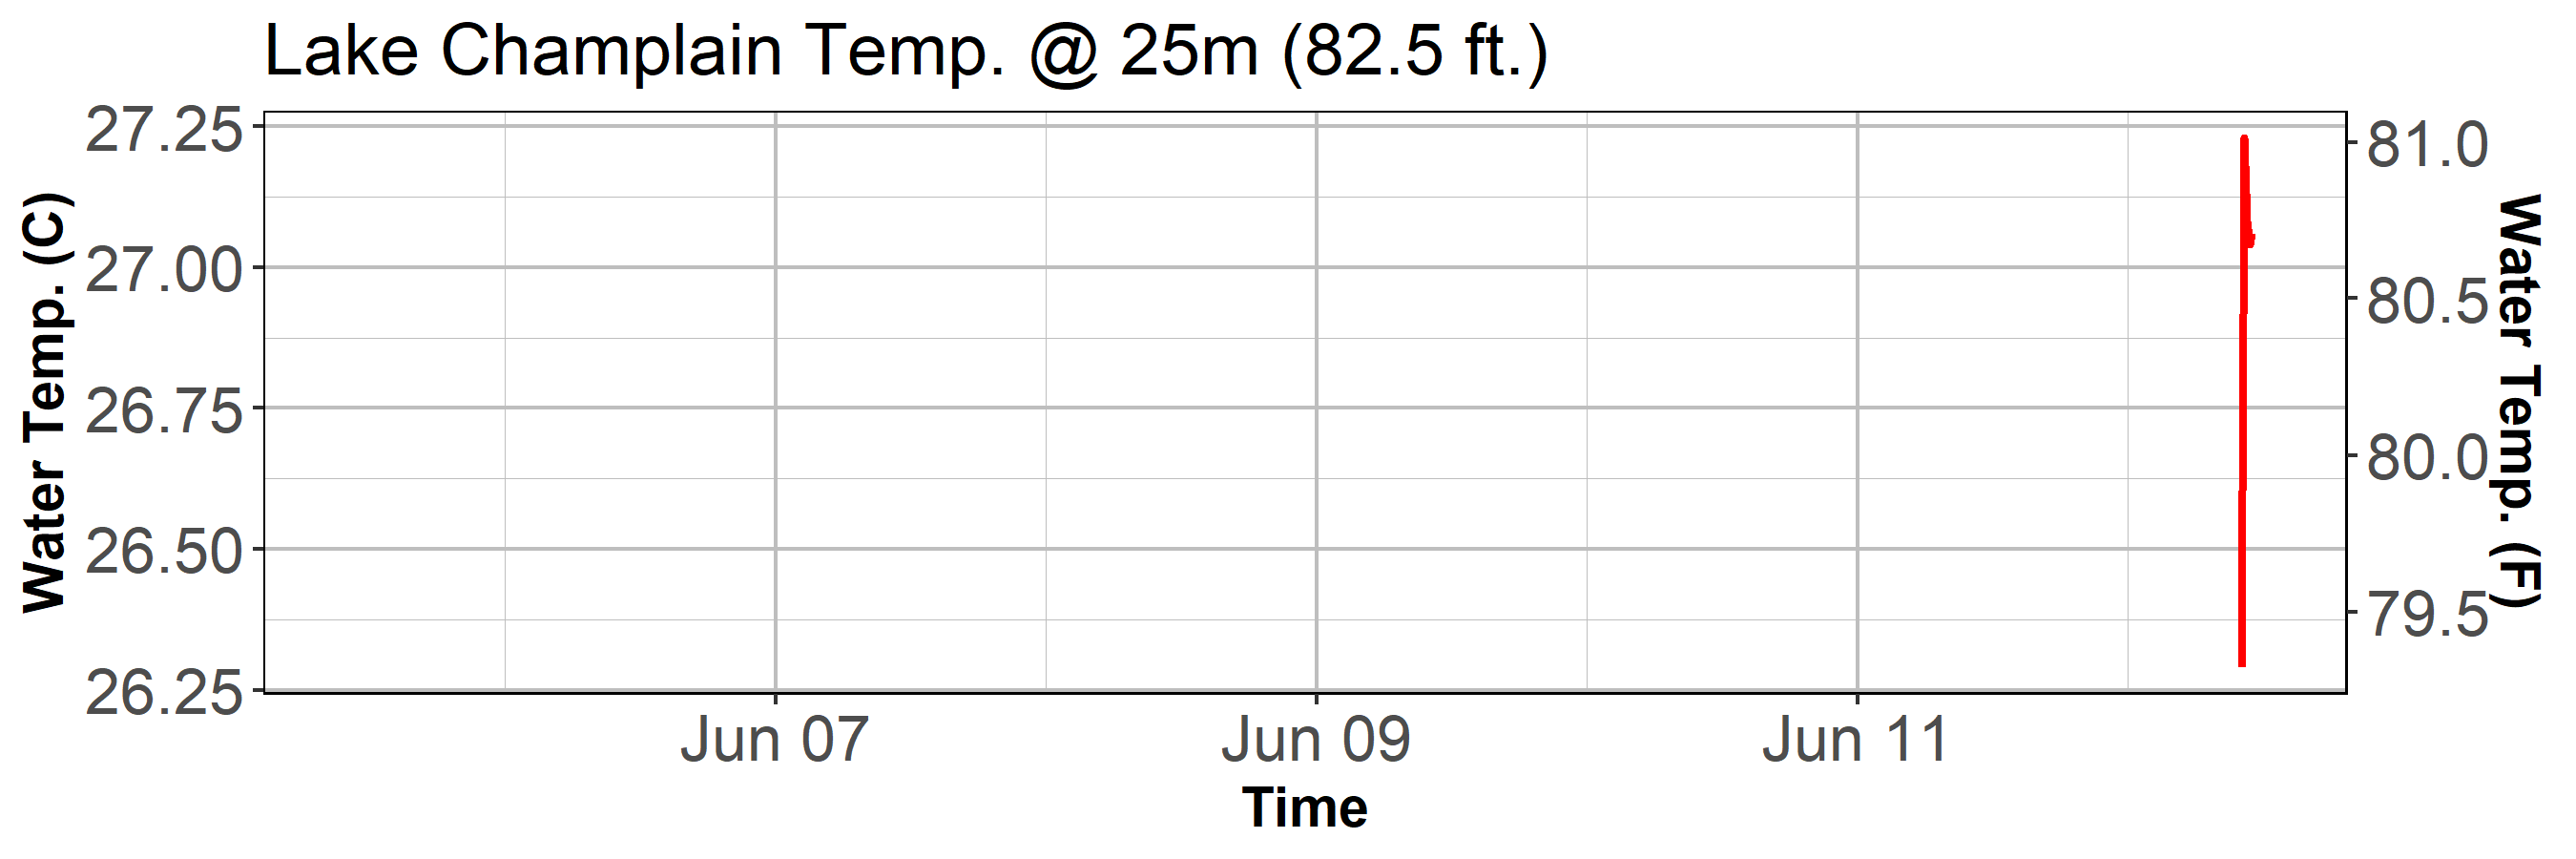 Lake Champlain Temp. @ 25m (82.5 ft.)
Water Temp. (C)
27.25
27.00
26.75
26.50
26.25
81.0
80.5
80.0
79.5
Water Temp. (F)
Jun 07
Jun 09
Jun 11
Time